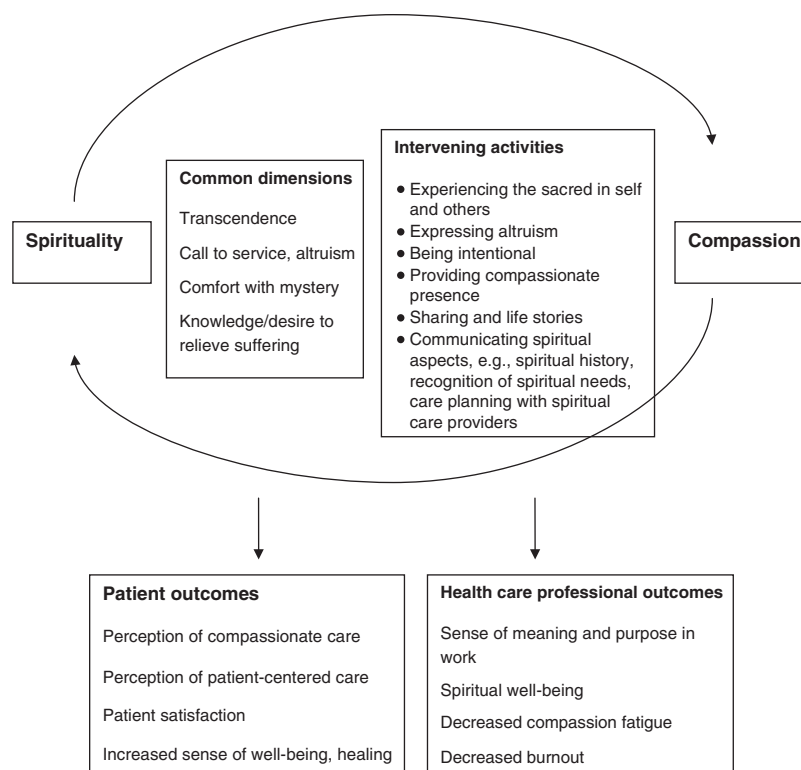 Spirituality
Common dimensions
Transcendence
Call to service, altruism
Comfort with mystery
Knowledge/desire to
relieve suffering
Intervening activities
● Experiencing the sacred in self
and others
● Expressing altruism
● Being intentional
● Providing compassionate
presence
● Sharing and life stories
● Communicating spiritual
aspects, e.g., spiritual history,
recognition of spiritual needs,
care planning with spiritual
care providers
Compassion
Patient outcomes
Perception of compassionate care
Perception of patient-centered care
Patient satisfaction
Increased sense of well-being, healing
Health care professional outcomes
Sense of meaning and purpose in
work
Spiritual well-being
Decreased compassion fatigue
Decreased burnout